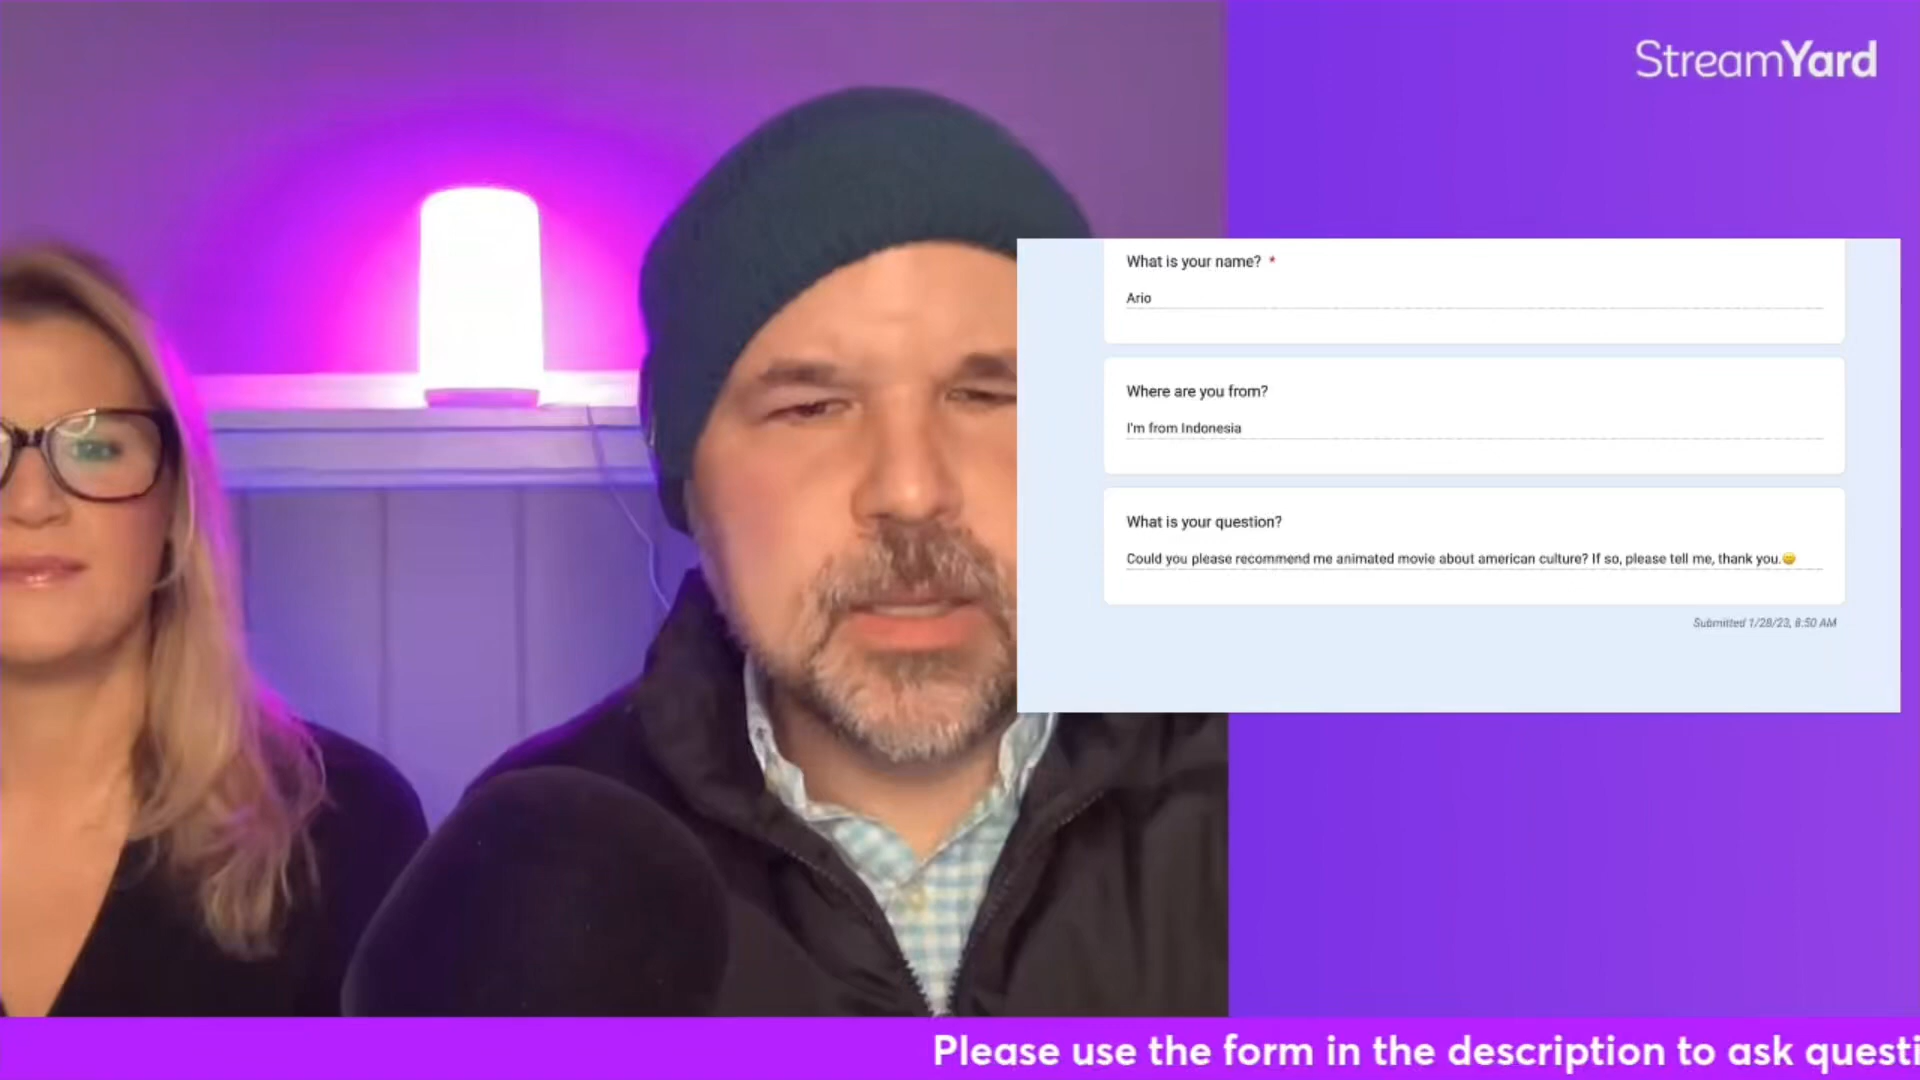 StreamYard
What is your name? *
Ario
Where are you from?
I'm from Indonesia
What is your question?
Could you please recommend me animated movie about american culture? If so, please tell me, thank you.😊
Submitted 1/28/23, 8:50 AM
Please use the form in the description to ask questi